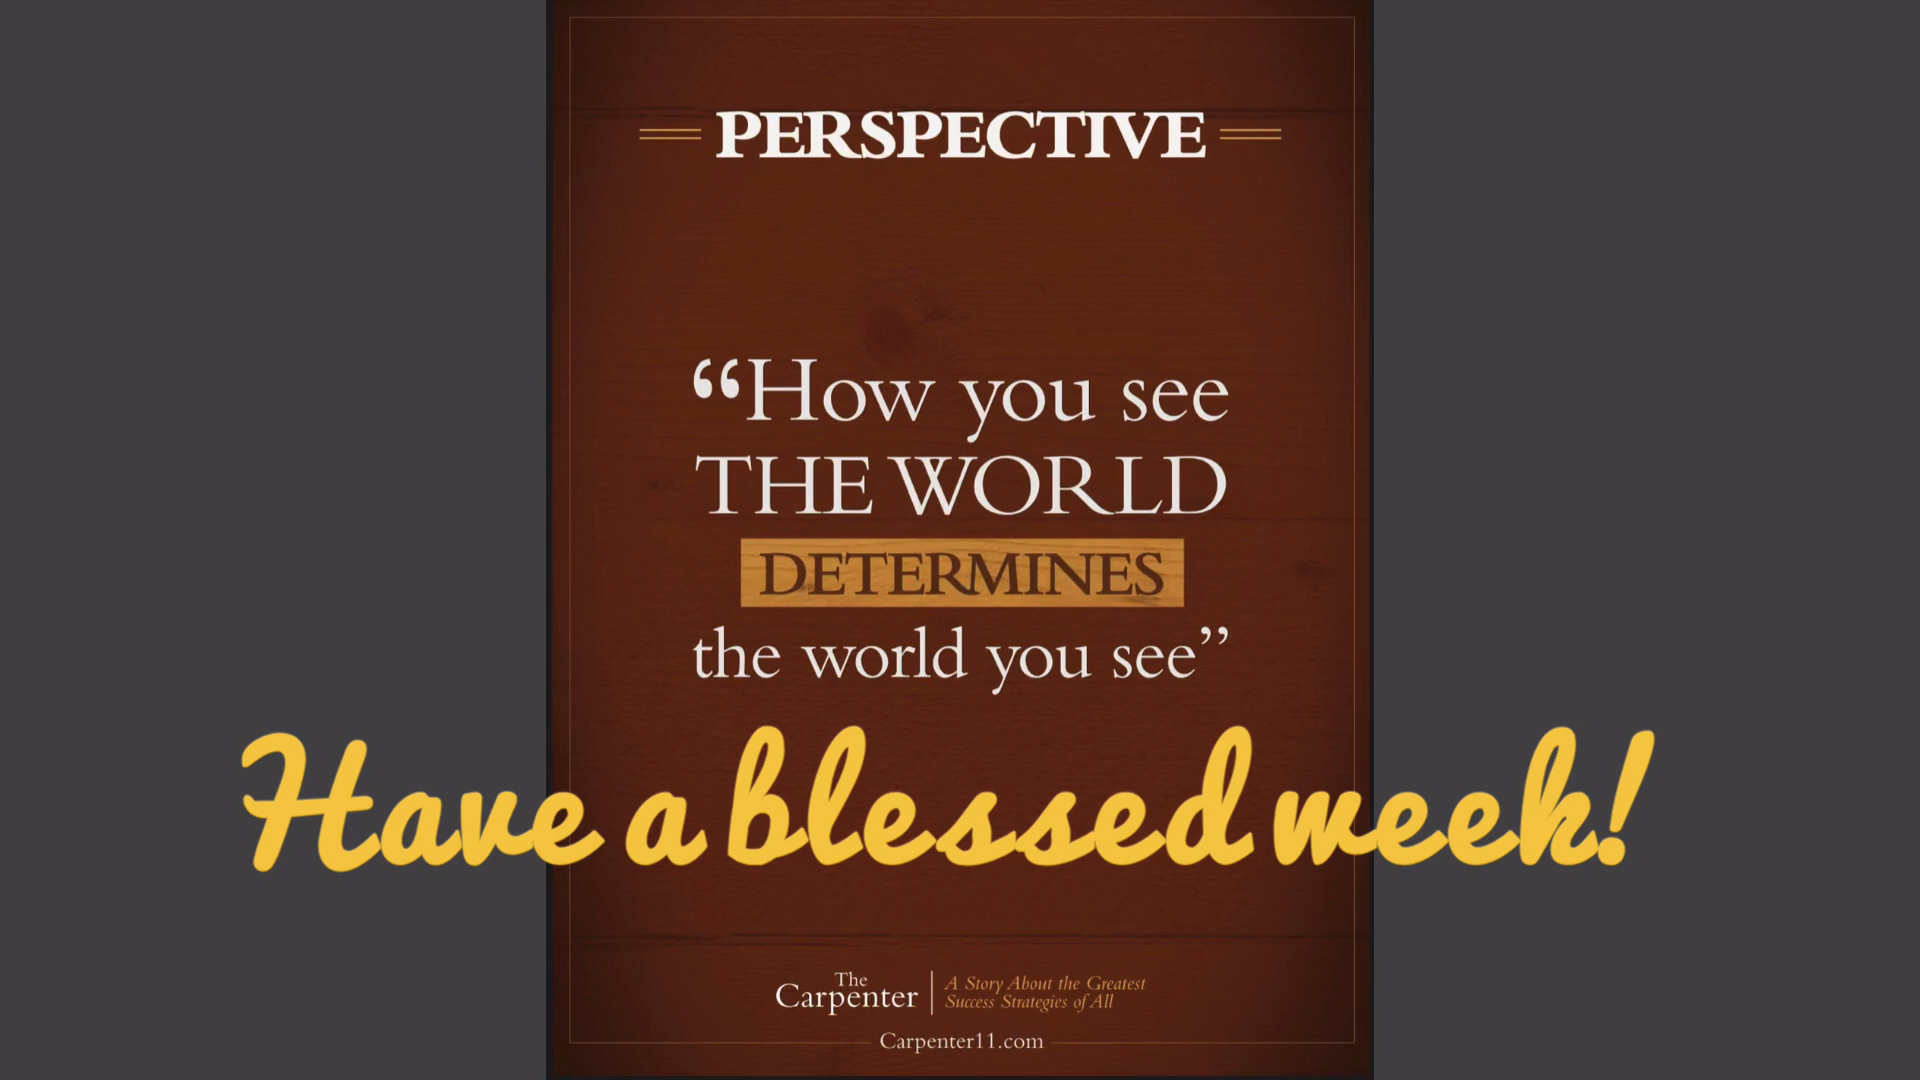 PERSPECTIVE
“How you see
THE WORLD
DETERMINES
the world you see”
Have a blessed week!
The
Carpenter
A Story About the Greatest
Success Strategies of All
Carpenter11.com